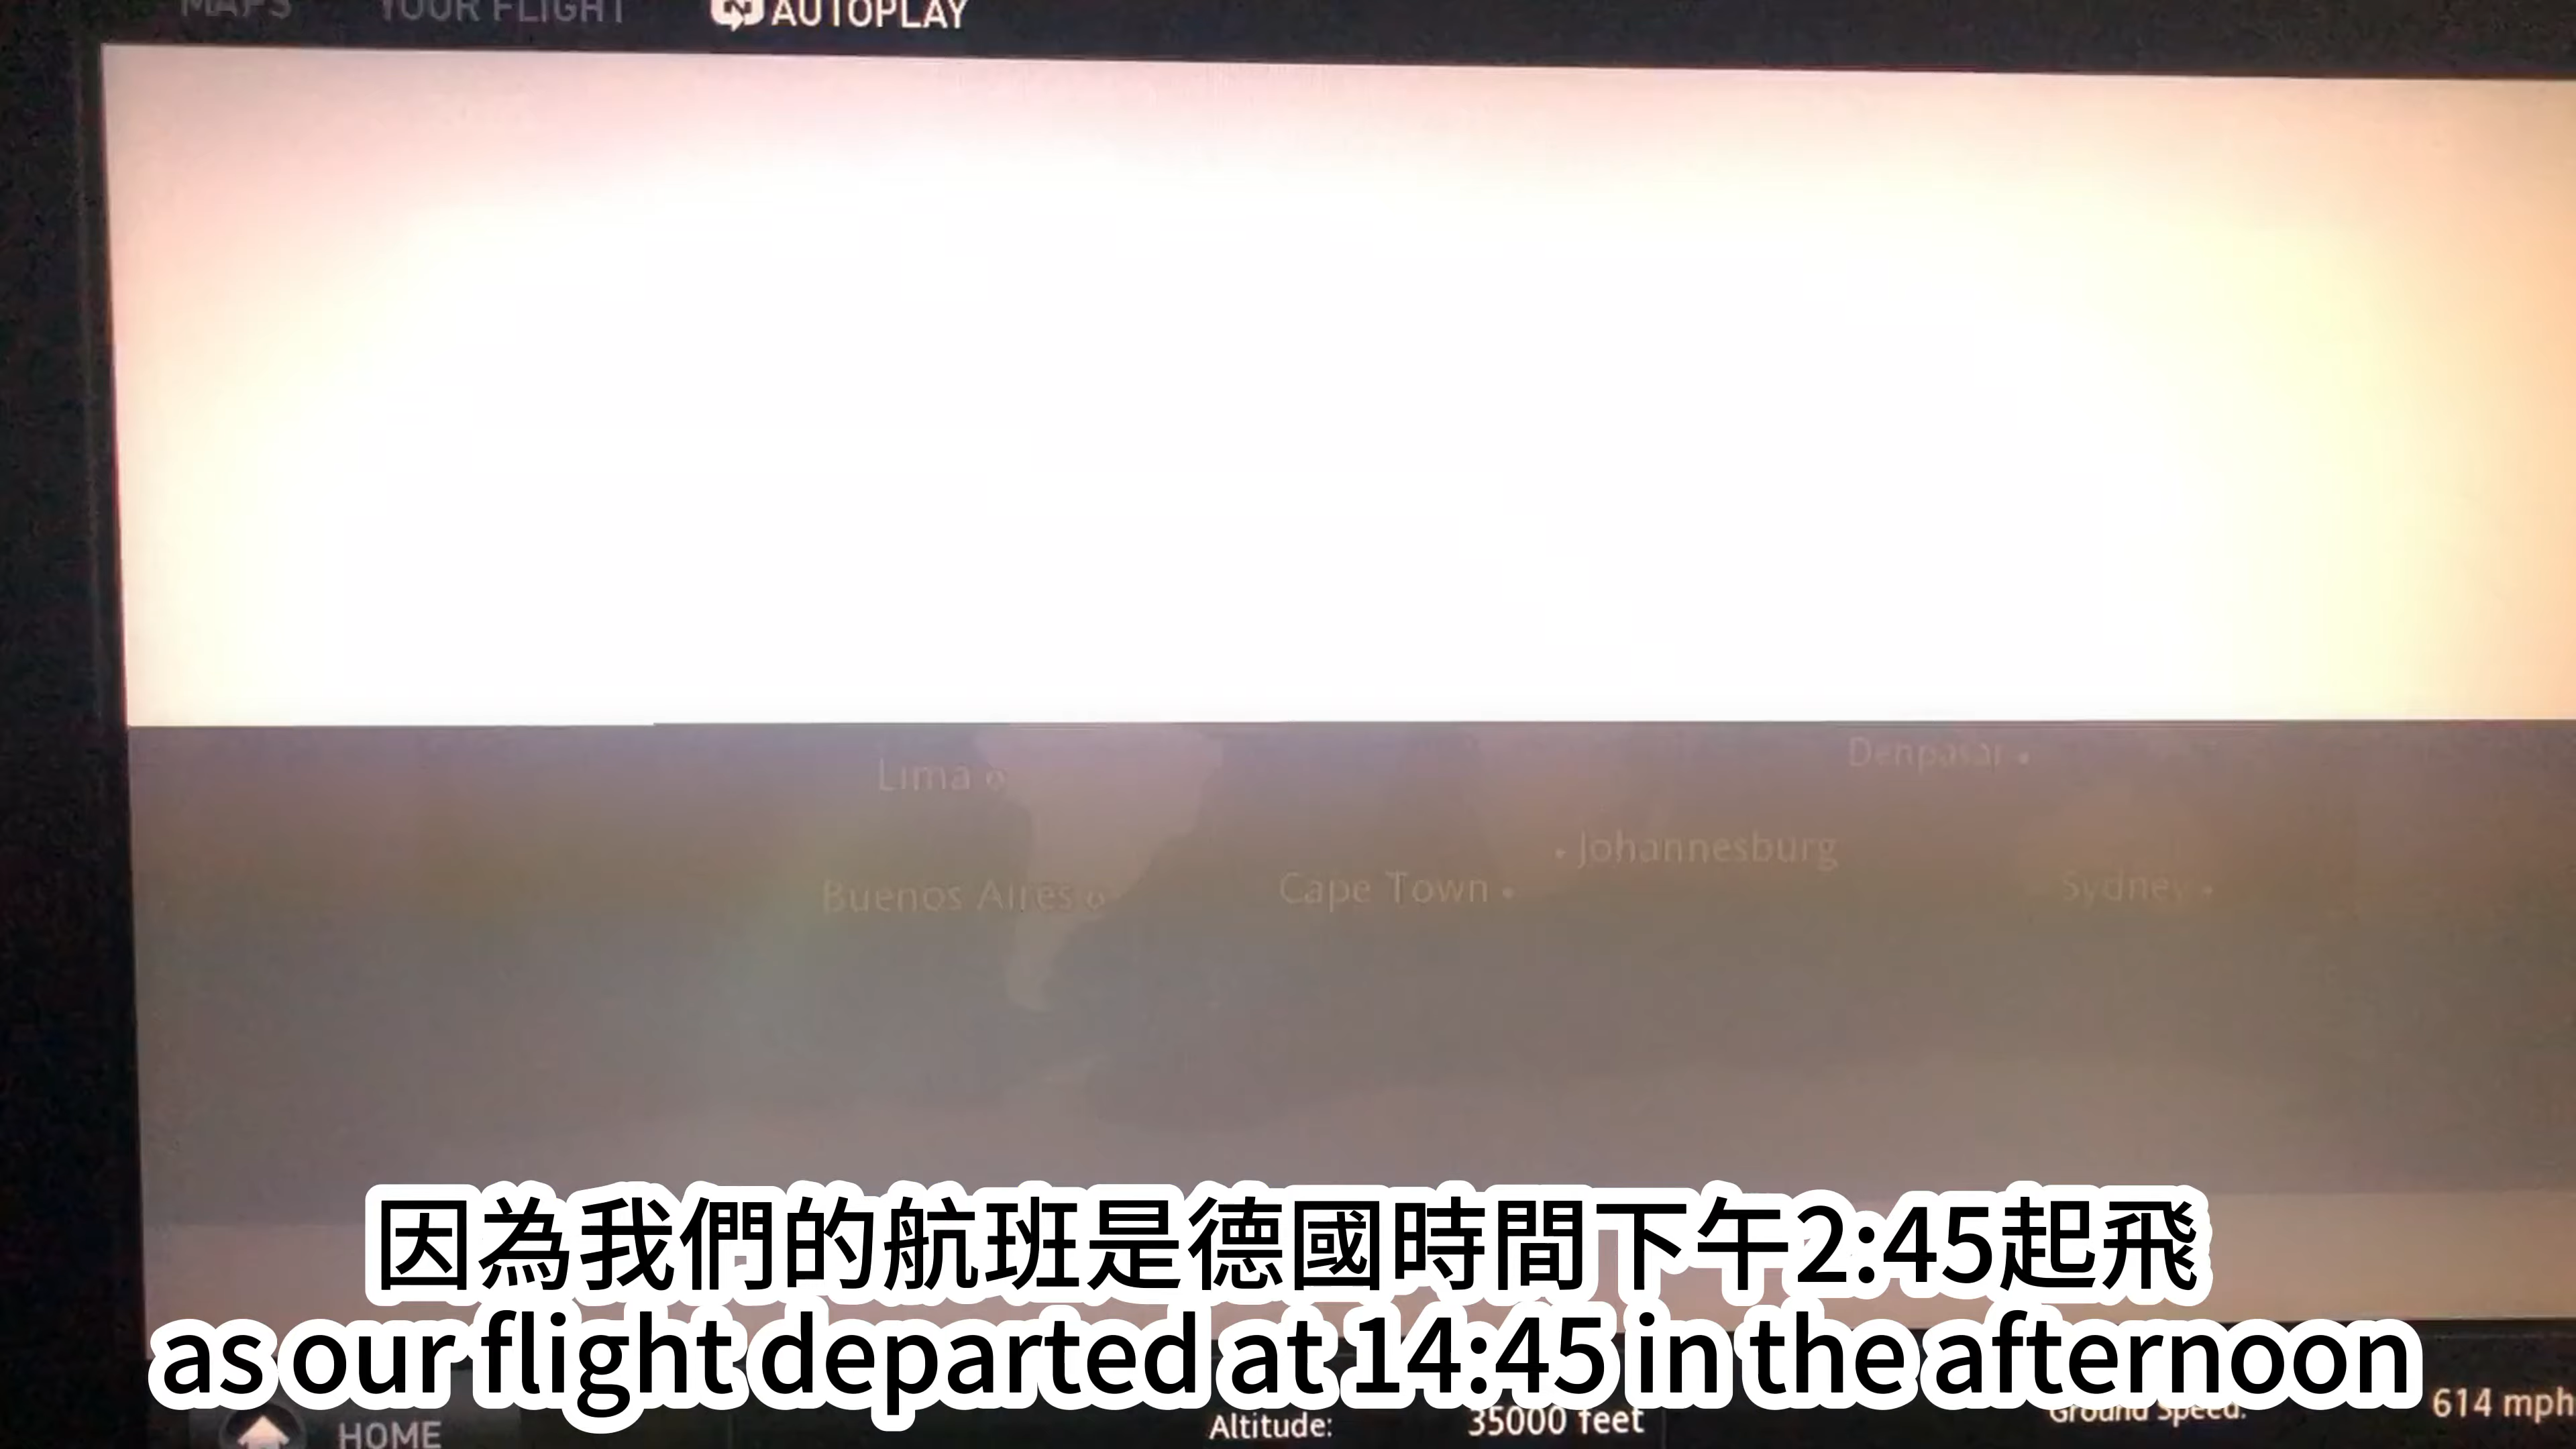 MAPS YOUR FLIGHT AUTOPLAY
Denpasar
Lima
Johannesburg
Buenos Aires Cape Town Sydney
因為我們的航班是德國時間下午2:45起飛
as our flight departed at 14:45 in the afternoon
HOME Altitude: 35000 feet Ground Speed: 614 mph